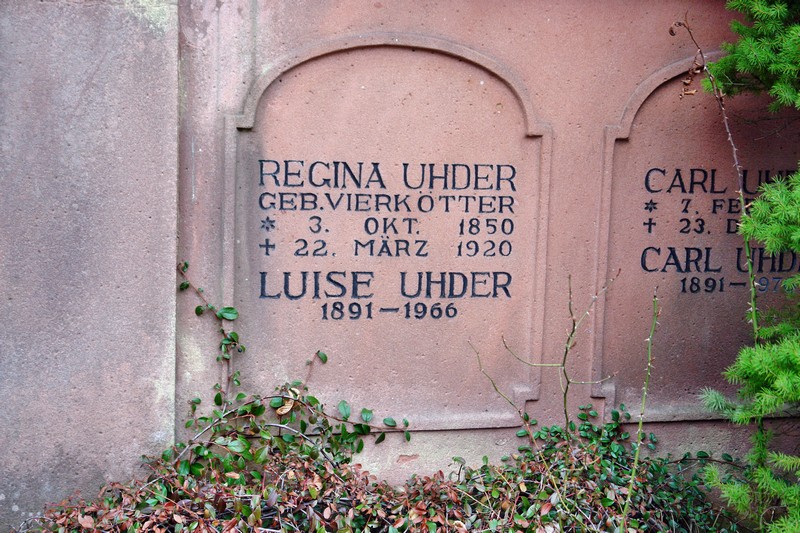 REGINA UHDER
GEB. VIERKÖTTER
* 3. OKT. 1850
✝ 22. MÄRZ 1920
LUISE UHDER
1891—1966
CARL
* 7.
✝ 23.
CARL UHDER
1891—